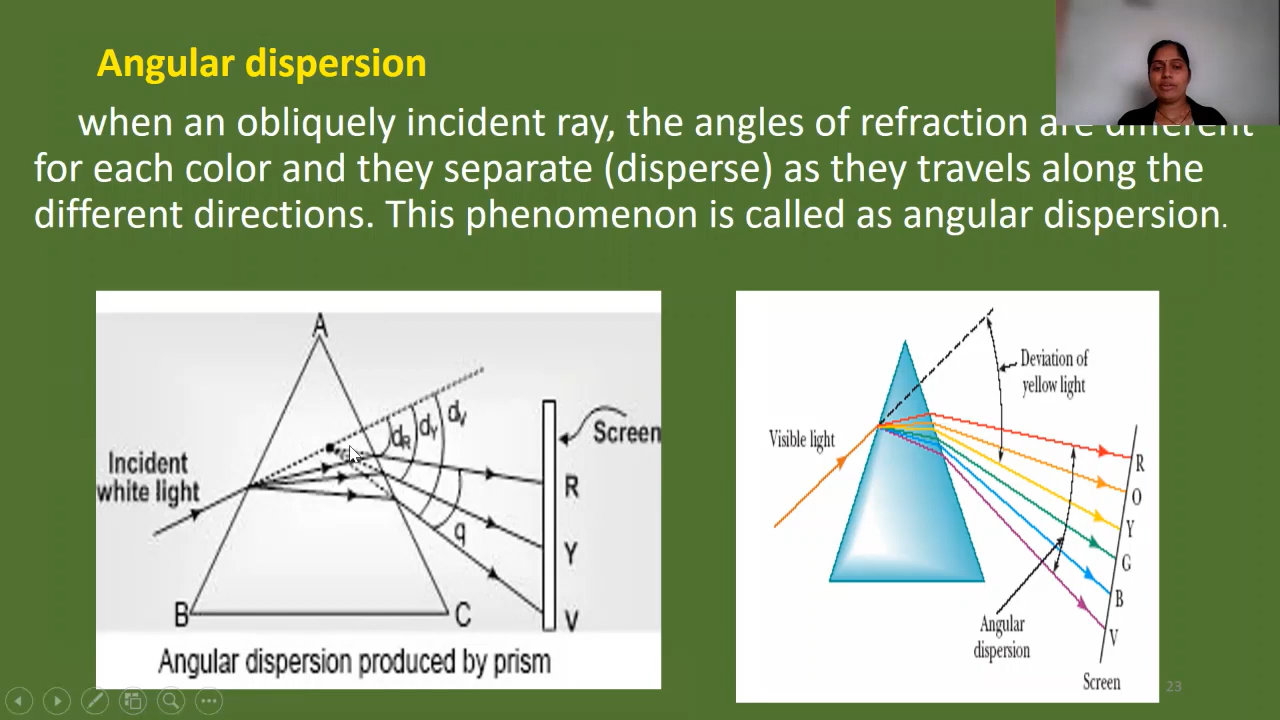 Angular dispersion
when an obliquely incident ray, the angles of refraction are different
for each color and they separate (disperse) as they travels along the
different directions. This phenomenon is called as angular dispersion.
A
B
C
Incident
white light
dR
dY
dV
q
Screen
R
Y
V
Angular dispersion produced by prism
Visible light
Deviation of
yellow light
R
O
Y
G
B
V
Angular
dispersion
Screen
23